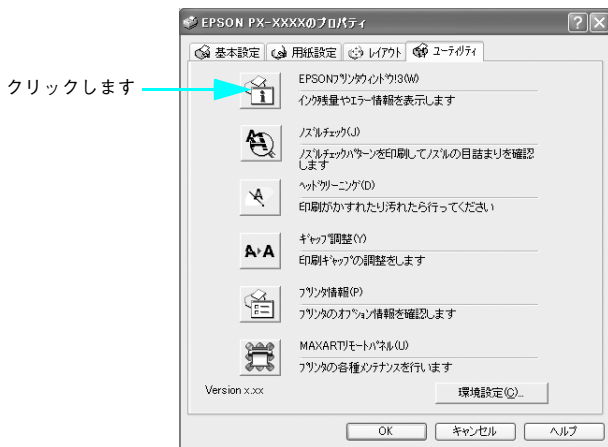 EPSON PX-XXXXのプロパティ
基本設定
用紙設定
レイアウト
ユーティリティ
クリックします
EPSONプリンタウィンドウ!3(W)
インク残量やエラー情報を表示します
ノズルチェック(J)
ノズルチェックパターンを印刷してノズルの目詰まりを確認
します
ヘッドクリーニング(D)
印刷がかすれたり汚れたら行ってください
ギャップ調整(Y)
印刷ギャップの調整をします
プリンタ情報(P)
プリンタのオプション情報を確認します
MAXARTリモートパネル(U)
プリンタの各種メンテナンスを行います
Version x.xx
環境設定(C)...
OK
キャンセル
ヘルプ